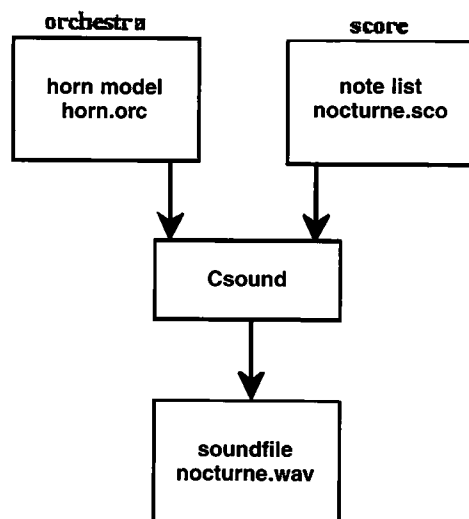 orchestra
score
horn model
horn.orc
note list
nocturne.sco
Csound
soundfile
nocturne.wav